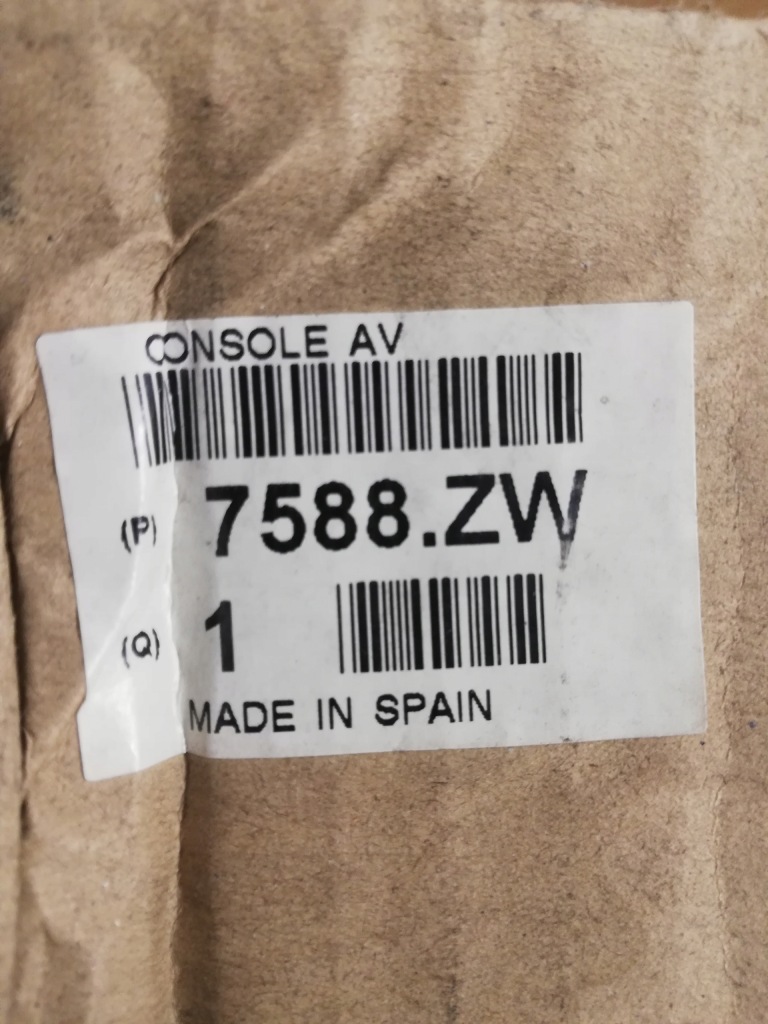 CONSOLE AV
(P) 7588.ZW
(Q) 1
MADE IN SPAIN